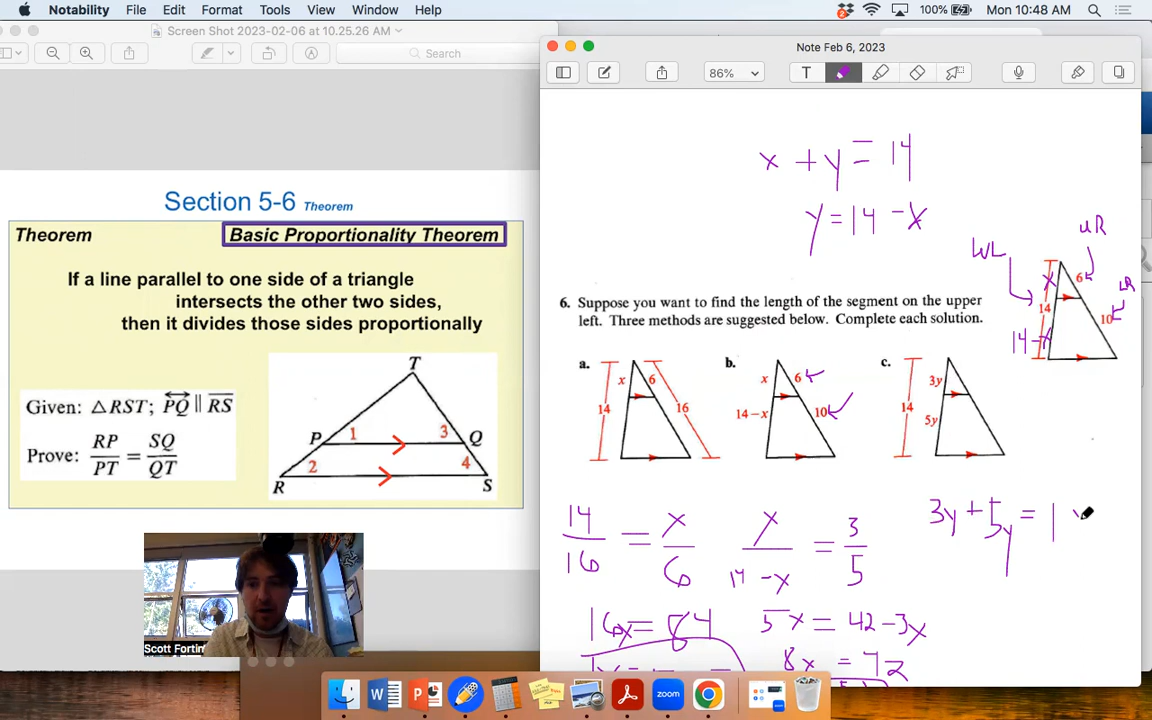 Notability File Edit View Format Tools View Window Help 100% Mon 10:48 AM
Screen Shot 2023-02-06 at 10.25.26 AM
Search
Note Feb 6, 2023
86%
T
Section 5-6 Theorem
Theorem Basic Proportionality Theorem
If a line parallel to one side of a triangle
intersects the other two sides,
then it divides those sides proportionally
Given: △RST; PQ ∥ RS
Prove: RP/PT = SQ/QT
T
P 1 3 Q
2 4
R S
Scott Fortin
x + y = 14
y = 14 - x
UR
LR
x 6
14 10
14-x
6. Suppose you want to find the length of the segment on the upper
left. Three methods are suggested below. Complete each solution.
a. b. c.
x 6 14 16
x 6 14 − x 10
3y 14 5y
14/16 = x/6
16x = 84
x/14 - x = 3/5
5x = 42 - 3x
8x = 42
3y + 5y = 1